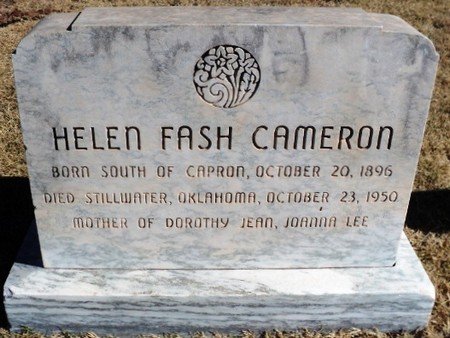 HELEN FASH CAMERON
BORN SOUTH OF CAPRON, OCTOBER 20, 1896
DIED STILLWATER, OKLAHOMA, OCTOBER 23, 1950
MOTHER OF DOROTHY JEAN, JOANNA LEE